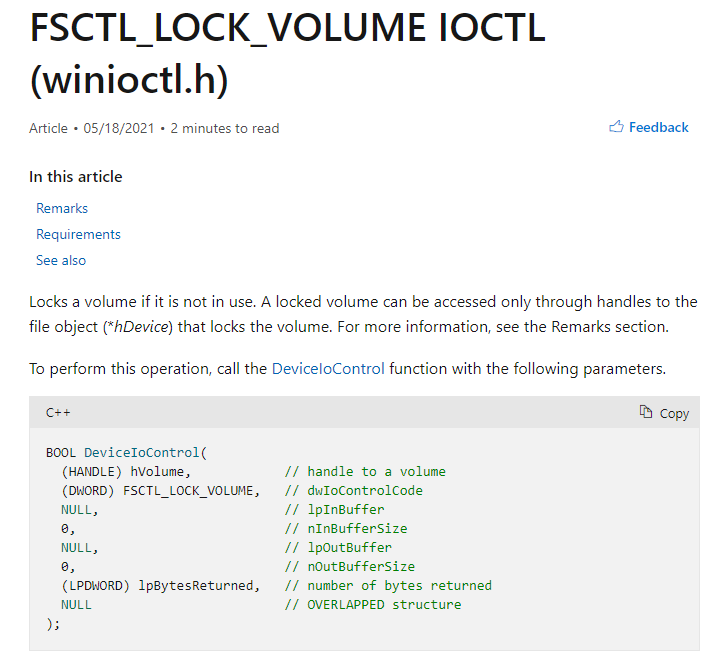 FSCTL_LOCK_VOLUME IOCTL
(winioctl.h)
Article • 05/18/2021 • 2 minutes to read
Feedback
In this article
Remarks
Requirements
See also
Locks a volume if it is not in use. A locked volume can be accessed only through handles to the
file object (*hDevice) that locks the volume. For more information, see the Remarks section.
To perform this operation, call the DeviceIoControl function with the following parameters.
C++
Copy
BOOL DeviceIoControl(
  (HANDLE) hVolume,            // handle to a volume
  (DWORD) FSCTL_LOCK_VOLUME,   // dwIoControlCode
  NULL,                        // lpInBuffer
  0,                           // nInBufferSize
  NULL,                        // lpOutBuffer
  0,                           // nOutBufferSize
  (LPDWORD) lpBytesReturned,   // number of bytes returned
  NULL                         // OVERLAPPED structure
);